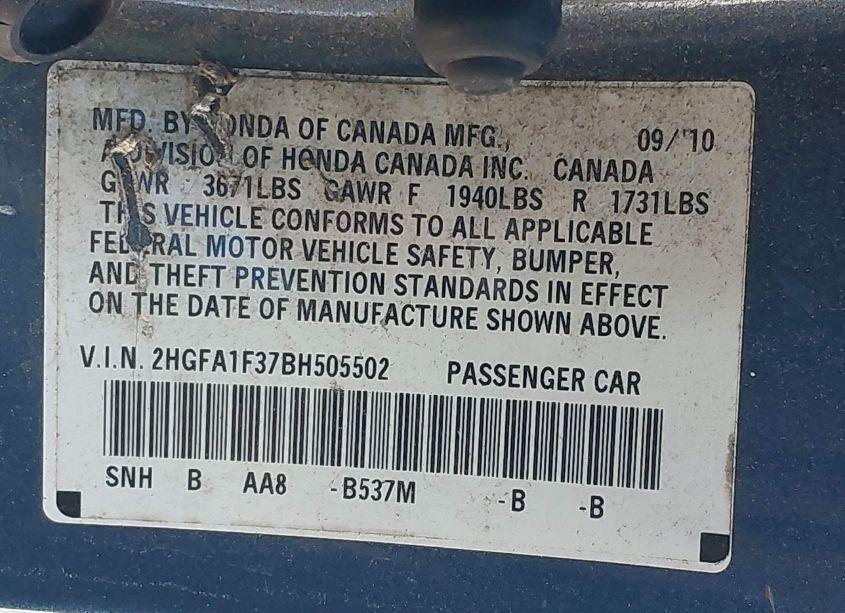 MFD. BY HONDA OF CANADA MFG., 09/'10
A DIVISION OF HONDA CANADA INC. CANADA
GVWR 3671LBS GAWR F 1940LBS R 1731LBS
THIS VEHICLE CONFORMS TO ALL APPLICABLE
FEDERAL MOTOR VEHICLE SAFETY, BUMPER,
AND THEFT PREVENTION STANDARDS IN EFFECT
ON THE DATE OF MANUFACTURE SHOWN ABOVE.
V.I.N. 2HGFA1F37BH505502 PASSENGER CAR
SNH B AA8 -B537M -B -B